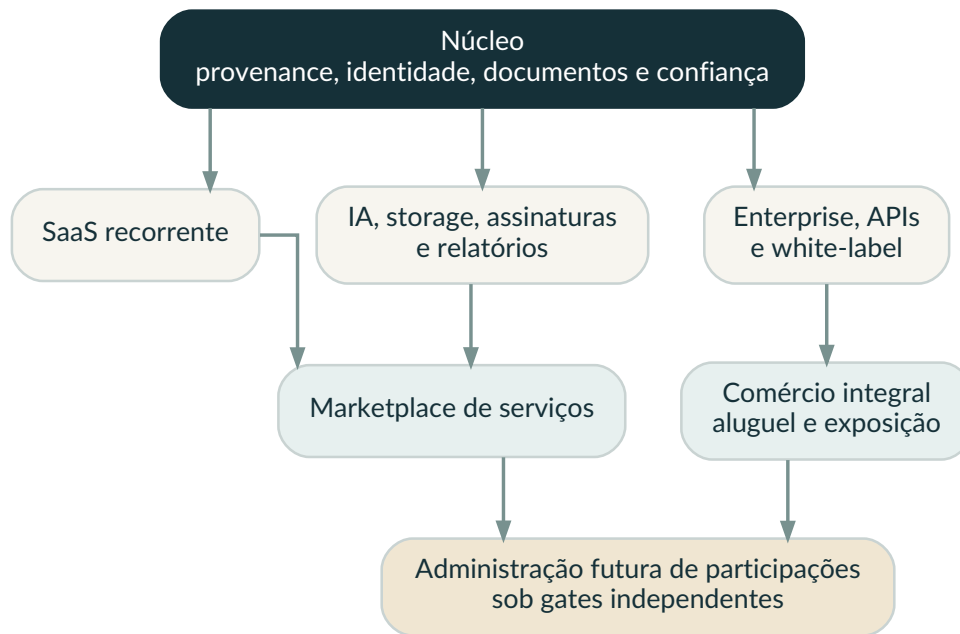 Núcleo
provenance, identidade, documentos e confiança
SaaS recorrente
IA, storage, assinaturas
e relatórios
Enterprise, APIs
e white-label
Marketplace de serviços
Comércio integral
aluguel e exposição
Administração futura de participações
sob gates independentes